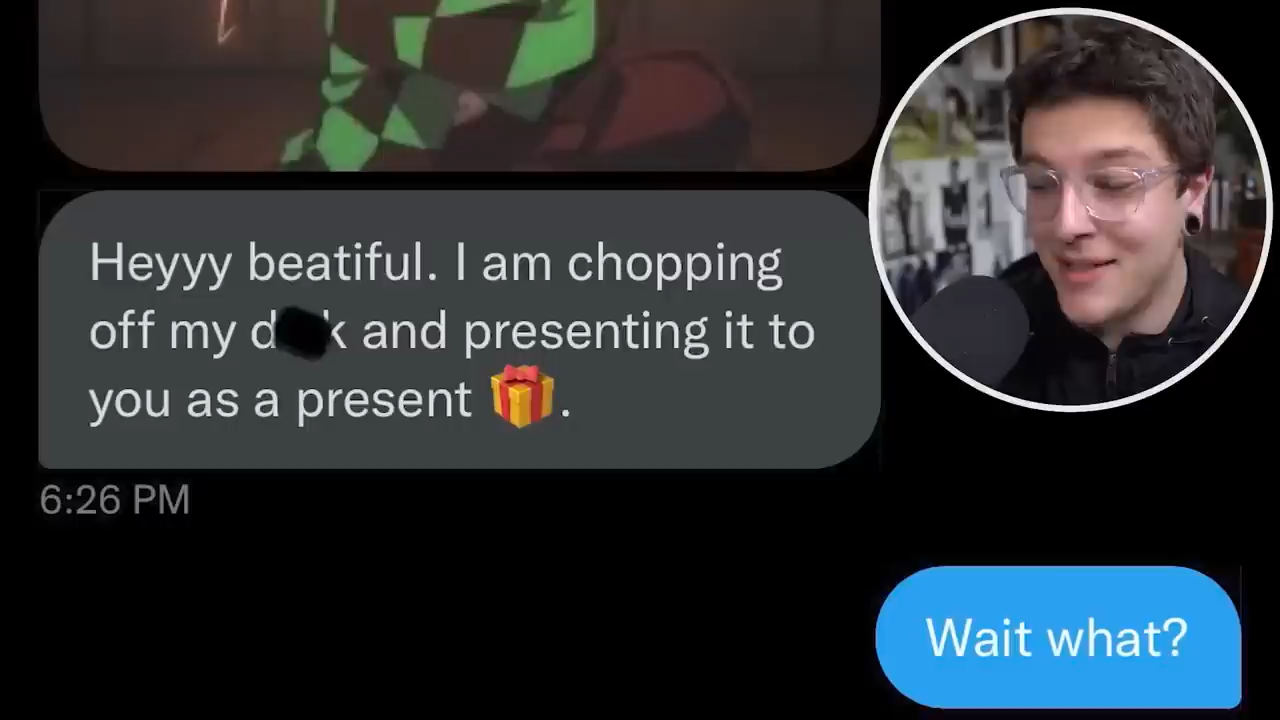 Heyyy beatiful. I am chopping
off my d k and presenting it to
you as a present 🎁.
6:26 PM
Wait what?